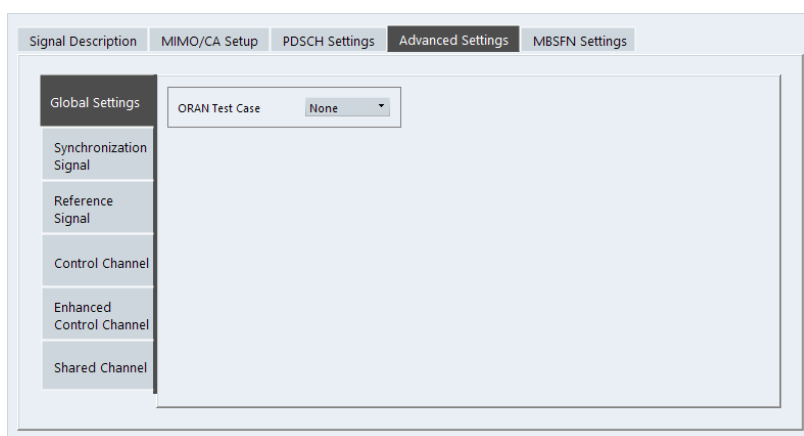 Signal Description MIMO/CA Setup PDSCH Settings Advanced Settings MBSFN Settings
Global Settings
ORAN Test Case None
Synchronization
Signal
Reference
Signal
Control Channel
Enhanced
Control Channel
Shared Channel